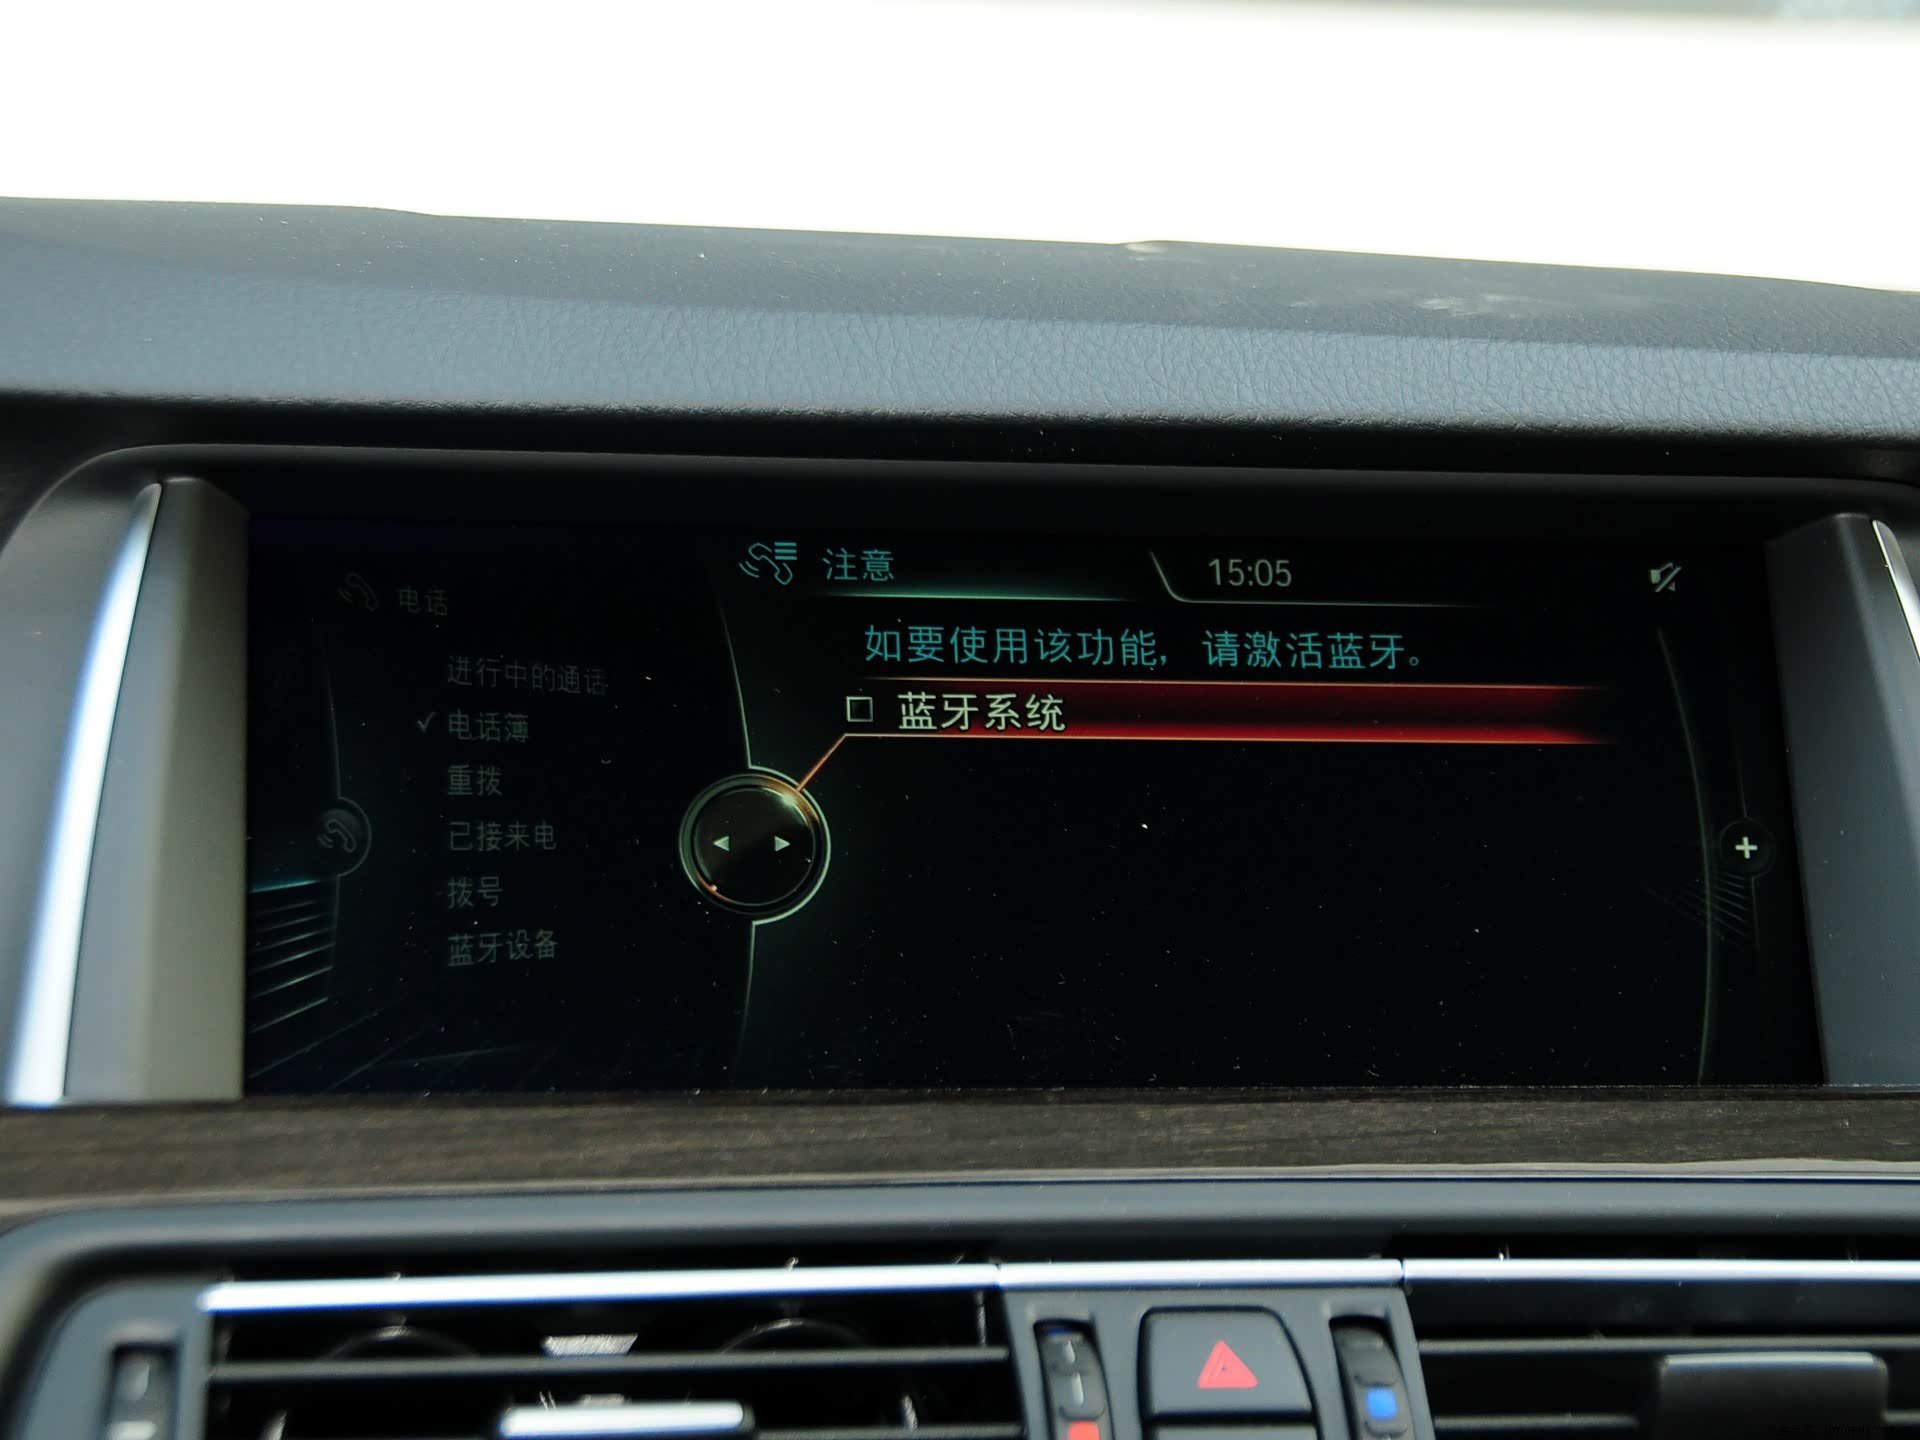 电话
进行中的通话
电话薄
重拨
已接来电
拨号
蓝牙设备
注意
15:05
如要使用该功能，请激活蓝牙。
蓝牙系统